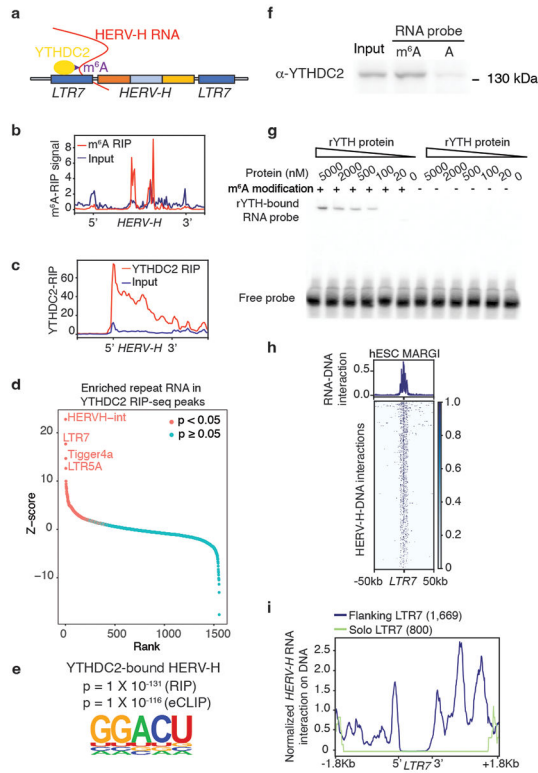 a
HERV-H RNA
YTHDC2
m6A
LTR7 HERV-H LTR7
b
m6A-RIP signal
8
6
4
2
0
m6A RIP
Input
5' HERV-H 3'
c
YTHDC2-RIP
60
40
20
0
YTHDC2 RIP
Input
5' HERV-H 3'
d
Enriched repeat RNA in
YTHDC2 RIP-seq peaks
HERVH-int
LTR7
Tigger4a
LTR5A
p < 0.05
p ≥ 0.05
Z-score
20
10
0
-10
0 500 1000 1500
Rank
e
YTHDC2-bound HERV-H
p = 1 X 10-131 (RIP)
p = 1 X 10-116 (eCLIP)
GGACU
f
RNA probe
Input m6A A
α-YTHDC2
- 130 kDa
g
rYTH protein rYTH protein
Protein (nM) 5000 2000 500 100 20 0 5000 2000 500 100 20 0
m6A modification + + + + + + - - - - - -
rYTH-bound
RNA probe
Free probe
h
hESC MARGI
RNA-DNA
interaction
0.5
0.0
HERV-H-DNA interactions
1.0
0.8
0.6
0.4
0.2
0
-50kb LTR7 50kb
i
Flanking LTR7 (1,669)
Solo LTR7 (800)
Normalized HERV-H RNA
interaction on DNA
2.5
2.0
1.5
1.0
0.5
0
-1.8Kb 5' LTR7 3' +1.8Kb